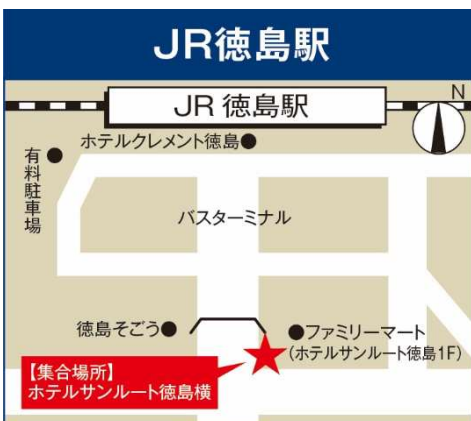 JR徳島駅
JR 徳島駅
N
ホテルクレメント徳島●
有料駐車場●
バスターミナル
徳島そごう●
●ファミリーマート
(ホテルサンルート徳島1F)
【集合場所】
ホテルサンルート徳島横